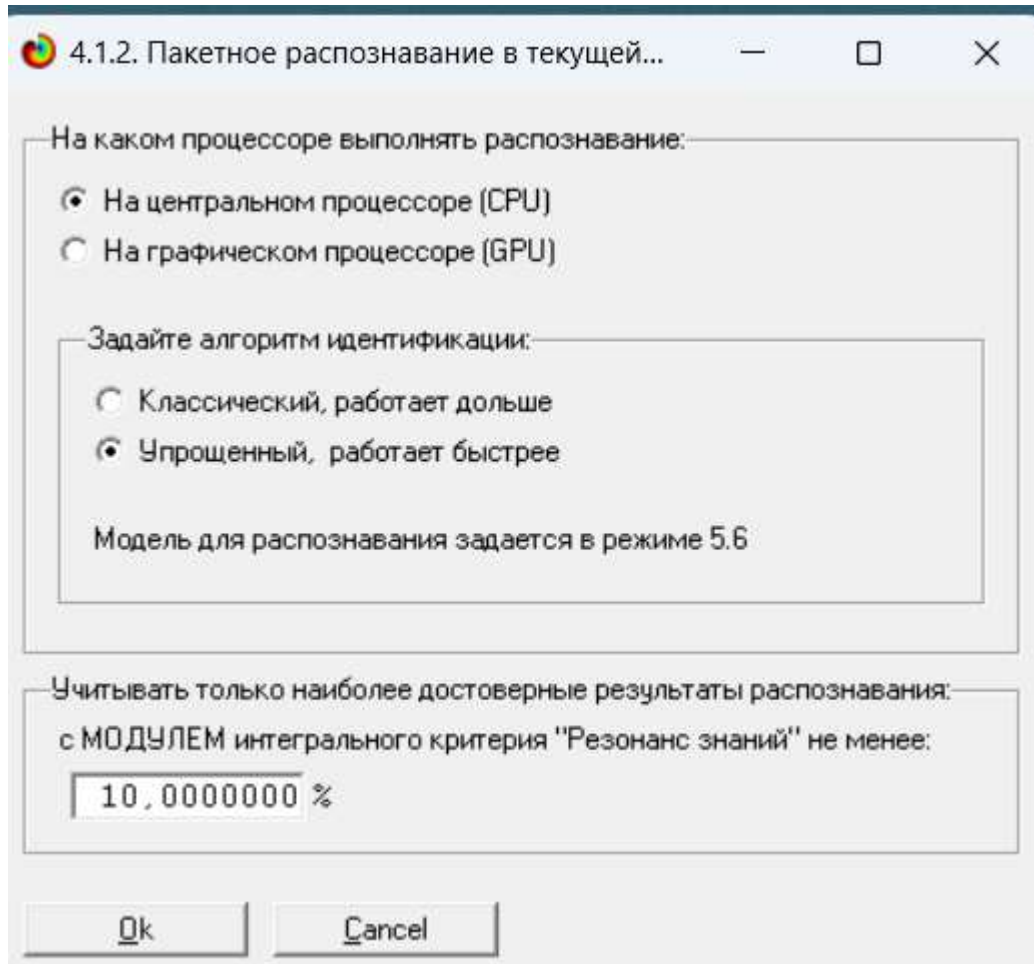 4.1.2. Пакетное распознавание в текущей...
На каком процессоре выполнять распознавание:
На центральном процессоре (CPU)
На графическом процессоре (GPU)
Задайте алгоритм идентификации:
Классический, работает дольше
Упрощенный, работает быстрее
Модель для распознавания задается в режиме 5.6
Учитывать только наиболее достоверные результаты распознавания:
с МОДУЛЕМ интегрального критерия "Резонанс знаний" не менее:
10,0000000 %
Ok Cancel